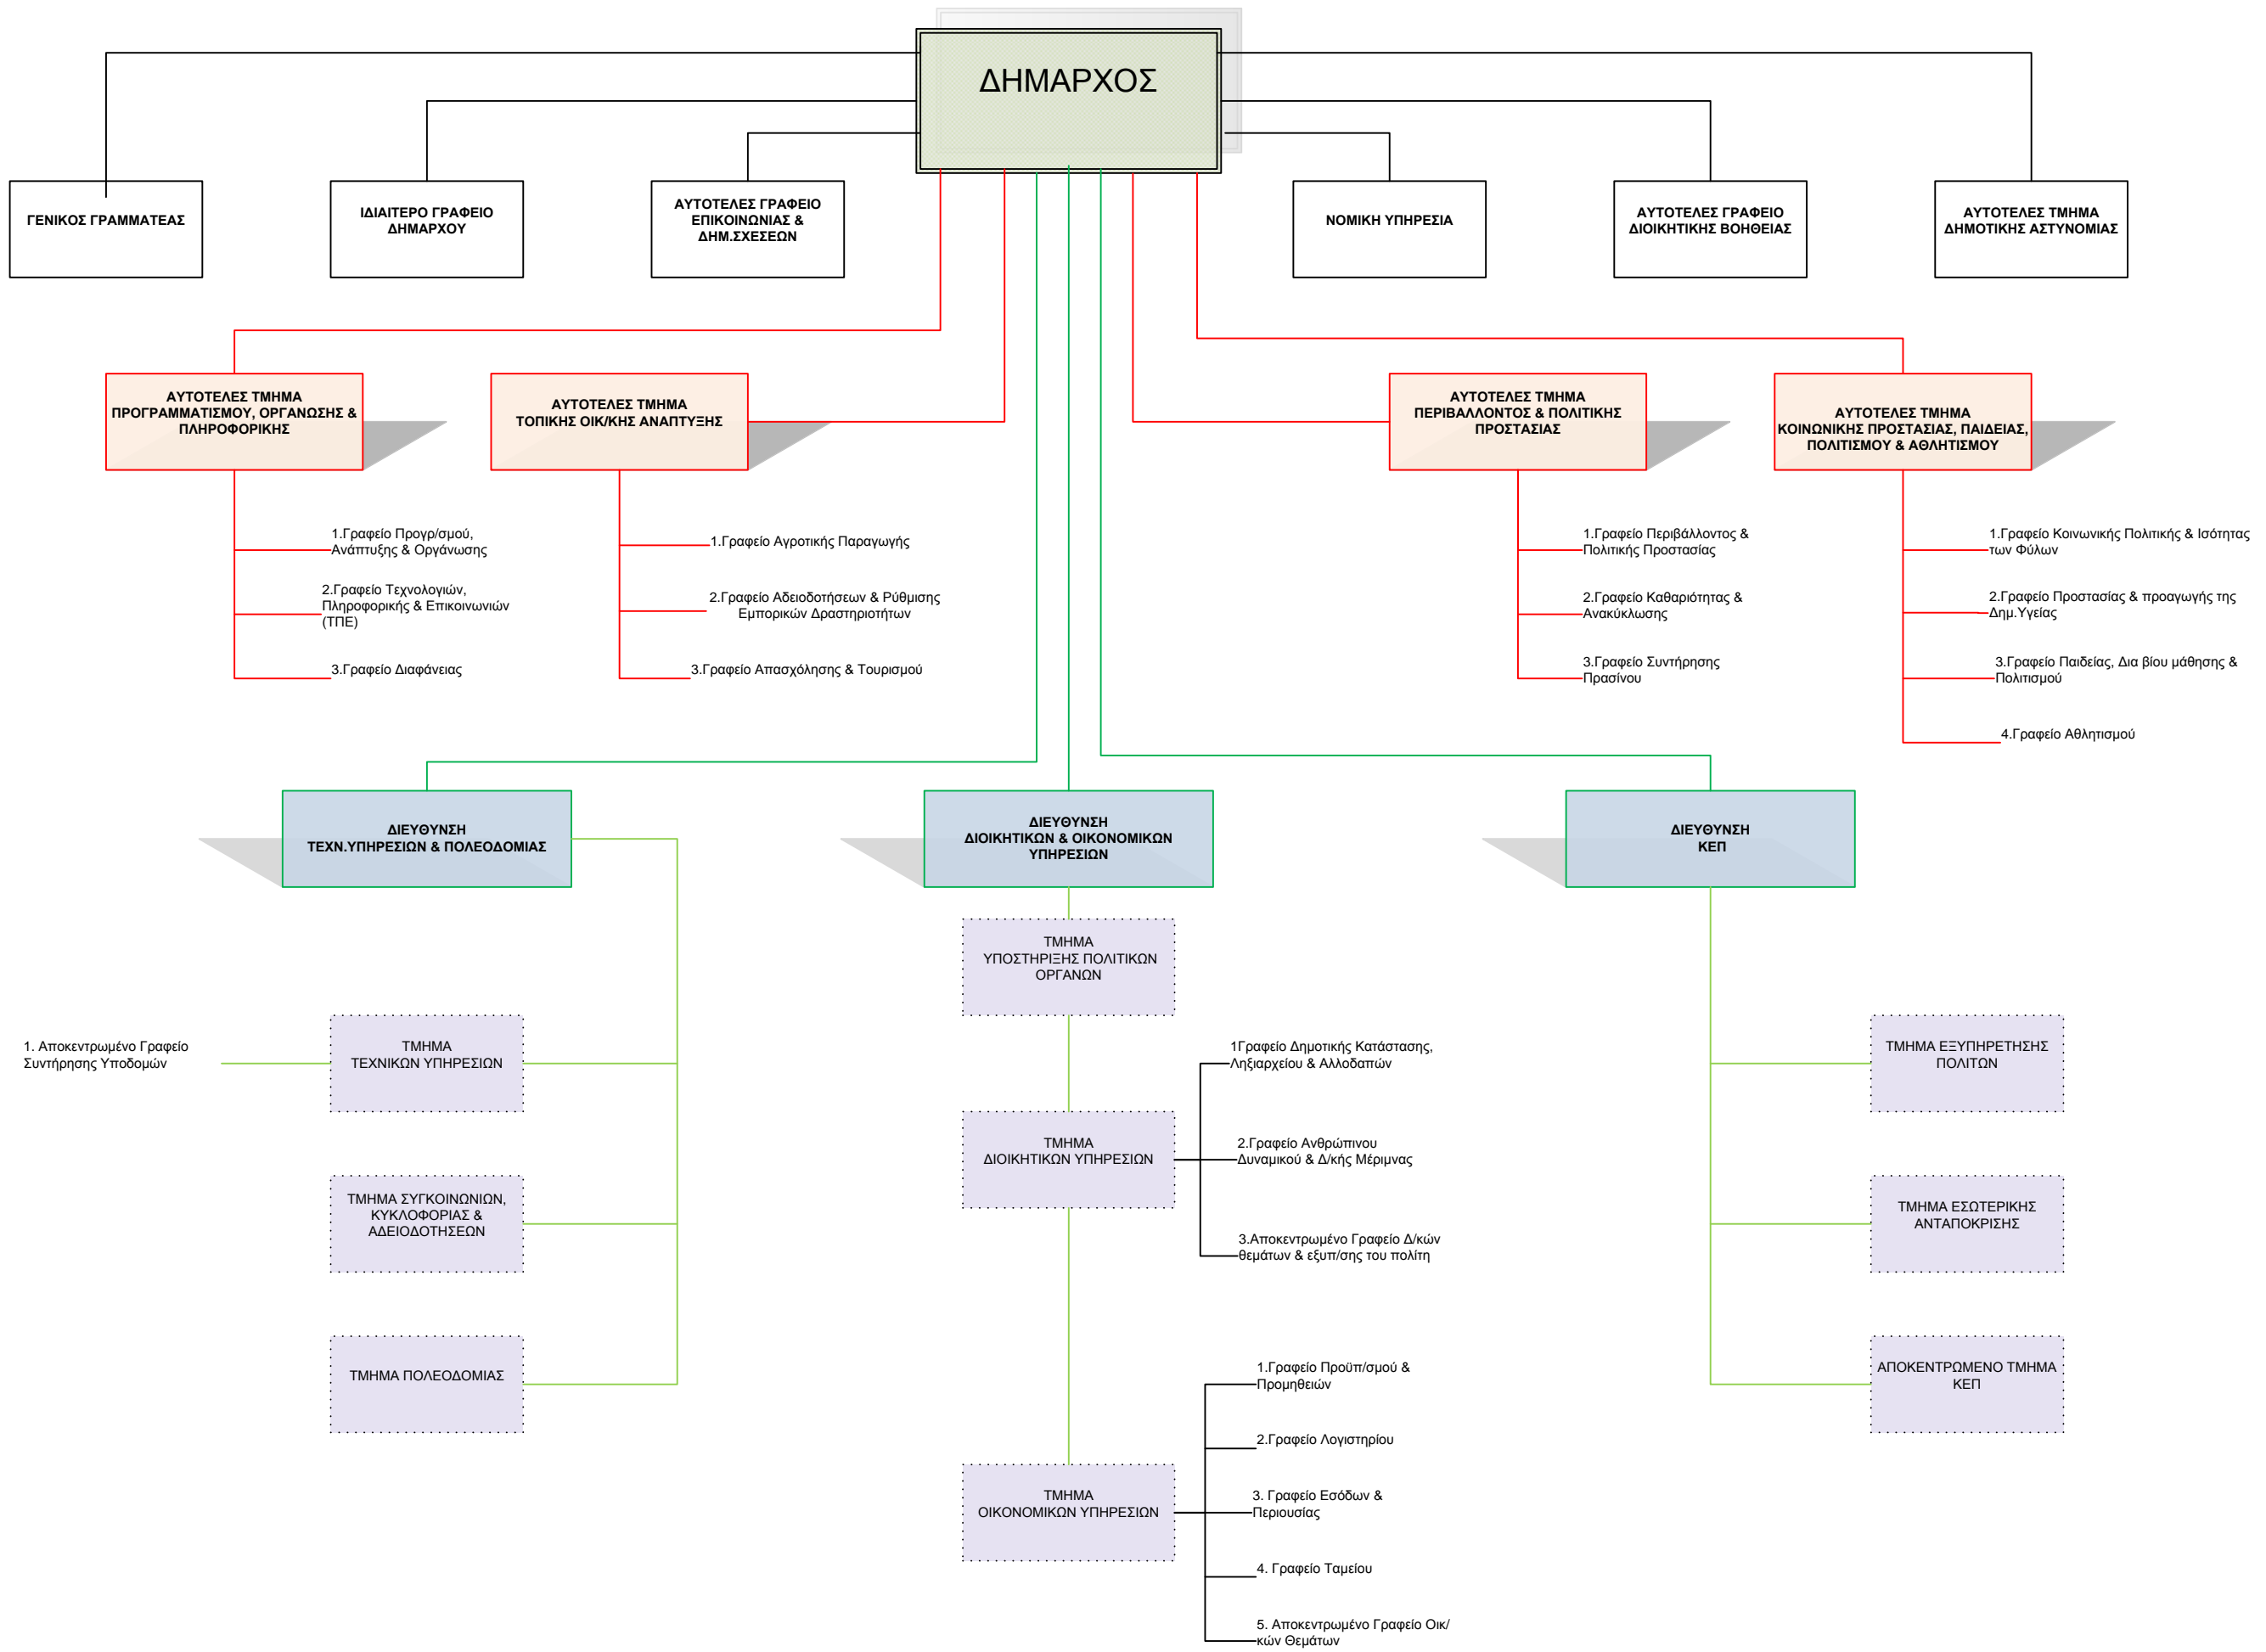 ΔΗΜΑΡΧΟΣ
ΓΕΝΙΚΟΣ ΓΡΑΜΜΑΤΕΑΣ
ΙΔΙΑΙΤΕΡΟ ΓΡΑΦΕΙΟ
ΔΗΜΑΡΧΟΥ
ΑΥΤΟΤΕΛΕΣ ΓΡΑΦΕΙΟ
ΕΠΙΚΟΙΝΩΝΙΑΣ &
ΔΗΜ.ΣΧΕΣΕΩΝ
ΝΟΜΙΚΗ ΥΠΗΡΕΣΙΑ
ΑΥΤΟΤΕΛΕΣ ΓΡΑΦΕΙΟ
ΔΙΟΙΚΗΤΙΚΗΣ ΒΟΗΘΕΙΑΣ
ΑΥΤΟΤΕΛΕΣ ΤΜΗΜΑ
ΔΗΜΟΤΙΚΗΣ ΑΣΤΥΝΟΜΙΑΣ
ΑΥΤΟΤΕΛΕΣ ΤΜΗΜΑ
ΠΡΟΓΡΑΜΜΑΤΙΣΜΟΥ, ΟΡΓΑΝΩΣΗΣ &
ΠΛΗΡΟΦΟΡΙΚΗΣ
1.Γραφείο Προγρ/σμού,
Ανάπτυξης & Οργάνωσης
2.Γραφείο Τεχνολογιών,
Πληροφορικής & Επικοινωνιών
(ΤΠΕ)
3.Γραφείο Διαφάνειας
ΑΥΤΟΤΕΛΕΣ ΤΜΗΜΑ
ΤΟΠΙΚΗΣ ΟΙΚ/ΚΗΣ ΑΝΑΠΤΥΞΗΣ
1.Γραφείο Αγροτικής Παραγωγής
2.Γραφείο Αδειοδοτήσεων & Ρύθμισης
Εμπορικών Δραστηριοτήτων
3.Γραφείο Απασχόλησης & Τουρισμού
ΑΥΤΟΤΕΛΕΣ ΤΜΗΜΑ
ΠΕΡΙΒΑΛΛΟΝΤΟΣ & ΠΟΛΙΤΙΚΗΣ
ΠΡΟΣΤΑΣΙΑΣ
1.Γραφείο Περιβάλλοντος &
Πολιτικής Προστασίας
2.Γραφείο Καθαριότητας &
Ανακύκλωσης
3.Γραφείο Συντήρησης
Πρασίνου
ΑΥΤΟΤΕΛΕΣ ΤΜΗΜΑ
ΚΟΙΝΩΝΙΚΗΣ ΠΡΟΣΤΑΣΙΑΣ, ΠΑΙΔΕΙΑΣ,
ΠΟΛΙΤΙΣΜΟΥ & ΑΘΛΗΤΙΣΜΟΥ
1.Γραφείο Κοινωνικής Πολιτικής & Ισότητας
των Φύλων
2.Γραφείο Προστασίας & προαγωγής της
Δημ.Υγείας
3.Γραφείο Παιδείας, Δια βίου μάθησης &
Πολιτισμού
4.Γραφείο Αθλητισμού
ΔΙΕΥΘΥΝΣΗ
ΤΕΧΝ.ΥΠΗΡΕΣΙΩΝ & ΠΟΛΕΟΔΟΜΙΑΣ
1. Αποκεντρωμένο Γραφείο
Συντήρησης Υποδομών
ΤΜΗΜΑ
ΤΕΧΝΙΚΩΝ ΥΠΗΡΕΣΙΩΝ
ΤΜΗΜΑ ΣΥΓΚΟΙΝΩΝΙΩΝ,
ΚΥΚΛΟΦΟΡΙΑΣ &
ΑΔΕΙΟΔΟΤΗΣΕΩΝ
ΤΜΗΜΑ ΠΟΛΕΟΔΟΜΙΑΣ
ΔΙΕΥΘΥΝΣΗ
ΔΙΟΙΚΗΤΙΚΩΝ & ΟΙΚΟΝΟΜΙΚΩΝ
ΥΠΗΡΕΣΙΩΝ
ΤΜΗΜΑ
ΥΠΟΣΤΗΡΙΞΗΣ ΠΟΛΙΤΙΚΩΝ
ΟΡΓΑΝΩΝ
ΤΜΗΜΑ
ΔΙΟΙΚΗΤΙΚΩΝ ΥΠΗΡΕΣΙΩΝ
1Γραφείο Δημοτικής Κατάστασης,
Ληξιαρχείου & Αλλοδαπών
2.Γραφείο Ανθρώπινου
Δυναμικού & Δ/κής Μέριμνας
3.Αποκεντρωμένο Γραφείο Δ/κών
θεμάτων & εξυπ/σης του πολίτη
ΤΜΗΜΑ
ΟΙΚΟΝΟΜΙΚΩΝ ΥΠΗΡΕΣΙΩΝ
1.Γραφείο Προϋπ/σμού &
Προμηθειών
2.Γραφείο Λογιστηρίου
3. Γραφείο Εσόδων &
Περιουσίας
4. Γραφείο Ταμείου
5. Αποκεντρωμένο Γραφείο Οικ/
κών Θεμάτων
ΔΙΕΥΘΥΝΣΗ
ΚΕΠ
ΤΜΗΜΑ ΕΞΥΠΗΡΕΤΗΣΗΣ
ΠΟΛΙΤΩΝ
ΤΜΗΜΑ ΕΣΩΤΕΡΙΚΗΣ
ΑΝΤΑΠΟΚΡΙΣΗΣ
ΑΠΟΚΕΝΤΡΩΜΕΝΟ ΤΜΗΜΑ
ΚΕΠ